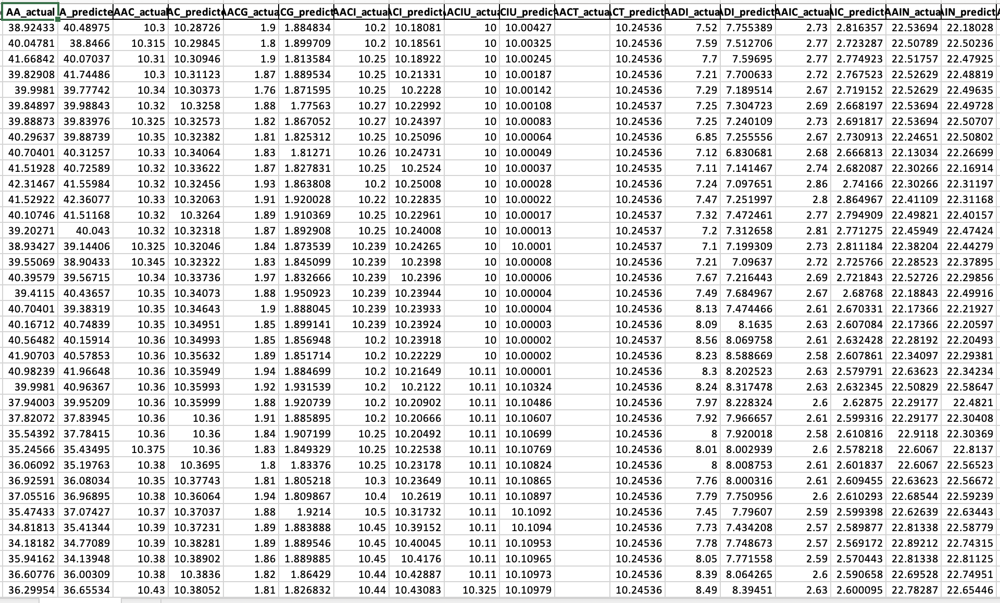 AA_actual A_predicte AAC_actual AC_predicte AACG_actua CG_predict AACI_actua ACI_predict AACIU_actua CIU_predic AACT_actua CT_predict AADI_actua DI_predict AAIC_actua IC_predict AAIN_actua IN_predict
38.92433 40.48975 10.3 10.28726 1.9 1.884834 10.2 10.18081 10 10.00427 10.24536 7.52 7.755389 2.73 2.816357 22.53694 22.18028
40.04781 38.8466 10.315 10.29845 1.8 1.899709 10.2 10.18561 10 10.00325 10.24536 7.59 7.512706 2.77 2.723287 22.50789 22.50236
41.66842 40.07037 10.31 10.30946 1.9 1.813584 10.25 10.18922 10 10.00245 10.24536 7.7 7.59695 2.77 2.774923 22.51757 22.47925
39.82908 41.74486 10.3 10.31123 1.87 1.889534 10.25 10.21331 10 10.00187 10.24536 7.21 7.700633 2.72 2.767523 22.52629 22.48819
39.9981 39.77742 10.34 10.30373 1.76 1.871595 10.25 10.2228 10 10.00142 10.24536 7.29 7.189514 2.67 2.719152 22.52629 22.49635
39.84897 39.98843 10.32 10.3258 1.88 1.77563 10.27 10.22992 10 10.00108 10.24537 7.25 7.304723 2.69 2.668197 22.53694 22.49728
39.88873 39.83976 10.325 10.32573 1.82 1.867052 10.27 10.24397 10 10.00083 10.24536 7.25 7.240109 2.73 2.691817 22.53694 22.50707
40.29637 39.88739 10.35 10.32382 1.81 1.825312 10.25 10.25096 10 10.00064 10.24536 6.85 7.255556 2.67 2.730913 22.24651 22.50802
40.70401 40.31257 10.33 10.34064 1.83 1.81271 10.26 10.24731 10 10.00049 10.24536 7.12 6.830681 2.68 2.666813 22.13034 22.26699
41.51928 40.72589 10.32 10.33622 1.87 1.827831 10.25 10.2524 10 10.00037 10.24535 7.11 7.141467 2.74 2.682087 22.30266 22.16914
42.31467 41.55984 10.32 10.32456 1.93 1.863808 10.2 10.25008 10 10.00028 10.24536 7.24 7.097651 2.86 2.74166 22.30266 22.31197
41.52922 42.36077 10.33 10.32063 1.91 1.920028 10.22 10.22835 10 10.00022 10.24536 7.47 7.251997 2.8 2.864967 22.41109 22.31168
40.10746 41.51168 10.32 10.3264 1.89 1.910369 10.25 10.22961 10 10.00017 10.24537 7.32 7.472461 2.77 2.794909 22.49821 22.40157
39.20271 40.043 10.32 10.32318 1.87 1.892908 10.25 10.24008 10 10.00013 10.24537 7.2 7.312658 2.81 2.771275 22.45949 22.47424
38.93427 39.14406 10.325 10.32046 1.84 1.873539 10.239 10.24265 10 10.0001 10.24537 7.1 7.199309 2.73 2.811184 22.38204 22.44279
39.55069 38.90433 10.345 10.32322 1.83 1.845099 10.239 10.2398 10 10.00008 10.24536 7.21 7.09637 2.72 2.725766 22.28523 22.37895
40.39579 39.56715 10.34 10.33736 1.97 1.832666 10.239 10.2396 10 10.00006 10.24536 7.67 7.216443 2.69 2.721843 22.52726 22.29856
39.4115 40.43657 10.35 10.34073 1.88 1.950923 10.239 10.23944 10 10.00004 10.24536 7.49 7.684967 2.67 2.68768 22.18843 22.49916
40.70401 39.38319 10.35 10.34643 1.9 1.888045 10.239 10.23933 10 10.00004 10.24536 8.13 7.474466 2.61 2.670331 22.17366 22.21927
40.16712 40.74839 10.35 10.34951 1.85 1.899141 10.239 10.23924 10 10.00003 10.24536 8.09 8.1635 2.63 2.607084 22.17366 22.20597
40.56482 40.15914 10.36 10.34993 1.85 1.856948 10.2 10.23918 10 10.00002 10.24537 8.56 8.069758 2.61 2.632428 22.28192 22.20493
41.90703 40.57853 10.36 10.35632 1.89 1.851714 10.2 10.22229 10 10.00002 10.24536 8.23 8.588669 2.58 2.607861 22.34097 22.29381
40.98239 41.96648 10.36 10.35949 1.94 1.884699 10.2 10.21649 10.11 10.00001 10.24536 8.3 8.202523 2.63 2.579791 22.63623 22.34234
39.9981 40.96367 10.36 10.35993 1.92 1.931539 10.2 10.2122 10.11 10.10324 10.24536 8.24 8.317478 2.63 2.632345 22.50829 22.58647
37.94003 39.95209 10.36 10.35999 1.88 1.920739 10.2 10.20902 10.11 10.10486 10.24536 7.97 8.228324 2.6 2.62875 22.29177 22.4821
37.82072 37.83945 10.36 10.36 1.91 1.885895 10.2 10.20666 10.11 10.10607 10.24536 7.92 7.966657 2.61 2.599316 22.29177 22.30408
35.54392 37.78415 10.36 10.36 1.84 1.907199 10.25 10.20492 10.11 10.10699 10.24536 8 7.920018 2.58 2.610816 22.9118 22.30369
35.24566 35.43495 10.375 10.36 1.83 1.849329 10.25 10.22538 10.11 10.10769 10.24536 8.01 8.002939 2.6 2.578218 22.6067 22.8137
36.06092 35.19763 10.38 10.3695 1.8 1.83376 10.25 10.23178 10.11 10.10824 10.24536 8 8.008753 2.61 2.601837 22.6067 22.56523
36.92591 36.08034 10.35 10.37743 1.81 1.805218 10.3 10.23649 10.11 10.10865 10.24536 7.76 8.000316 2.61 2.609455 22.63623 22.56672
37.05516 36.96895 10.38 10.36064 1.94 1.809867 10.4 10.2619 10.11 10.10897 10.24536 7.79 7.750956 2.6 2.610293 22.68544 22.59239
35.47433 37.07427 10.37 10.37037 1.88 1.9214 10.5 10.31732 10.11 10.1092 10.24536 7.45 7.79607 2.59 2.599398 22.62639 22.63443
34.81813 35.41344 10.39 10.37231 1.89 1.883888 10.45 10.39152 10.11 10.1094 10.24536 7.73 7.434208 2.57 2.589877 22.81338 22.58779
34.18182 34.77089 10.39 10.38281 1.89 1.889546 10.45 10.40045 10.11 10.10953 10.24536 7.78 7.748673 2.57 2.569172 22.89212 22.74315
35.94162 34.13948 10.38 10.38902 1.86 1.889885 10.45 10.4176 10.11 10.10965 10.24536 8.05 7.771558 2.59 2.570443 22.81338 22.81125
36.60776 36.00309 10.38 10.3836 1.82 1.86429 10.44 10.42887 10.11 10.10973 10.24536 8.39 8.064265 2.6 2.590658 22.69528 22.74951
36.29954 36.65534 10.43 10.38052 1.81 1.826832 10.44 10.43083 10.325 10.10979 10.24536 8.49 8.39451 2.63 2.600095 22.78287 22.65446